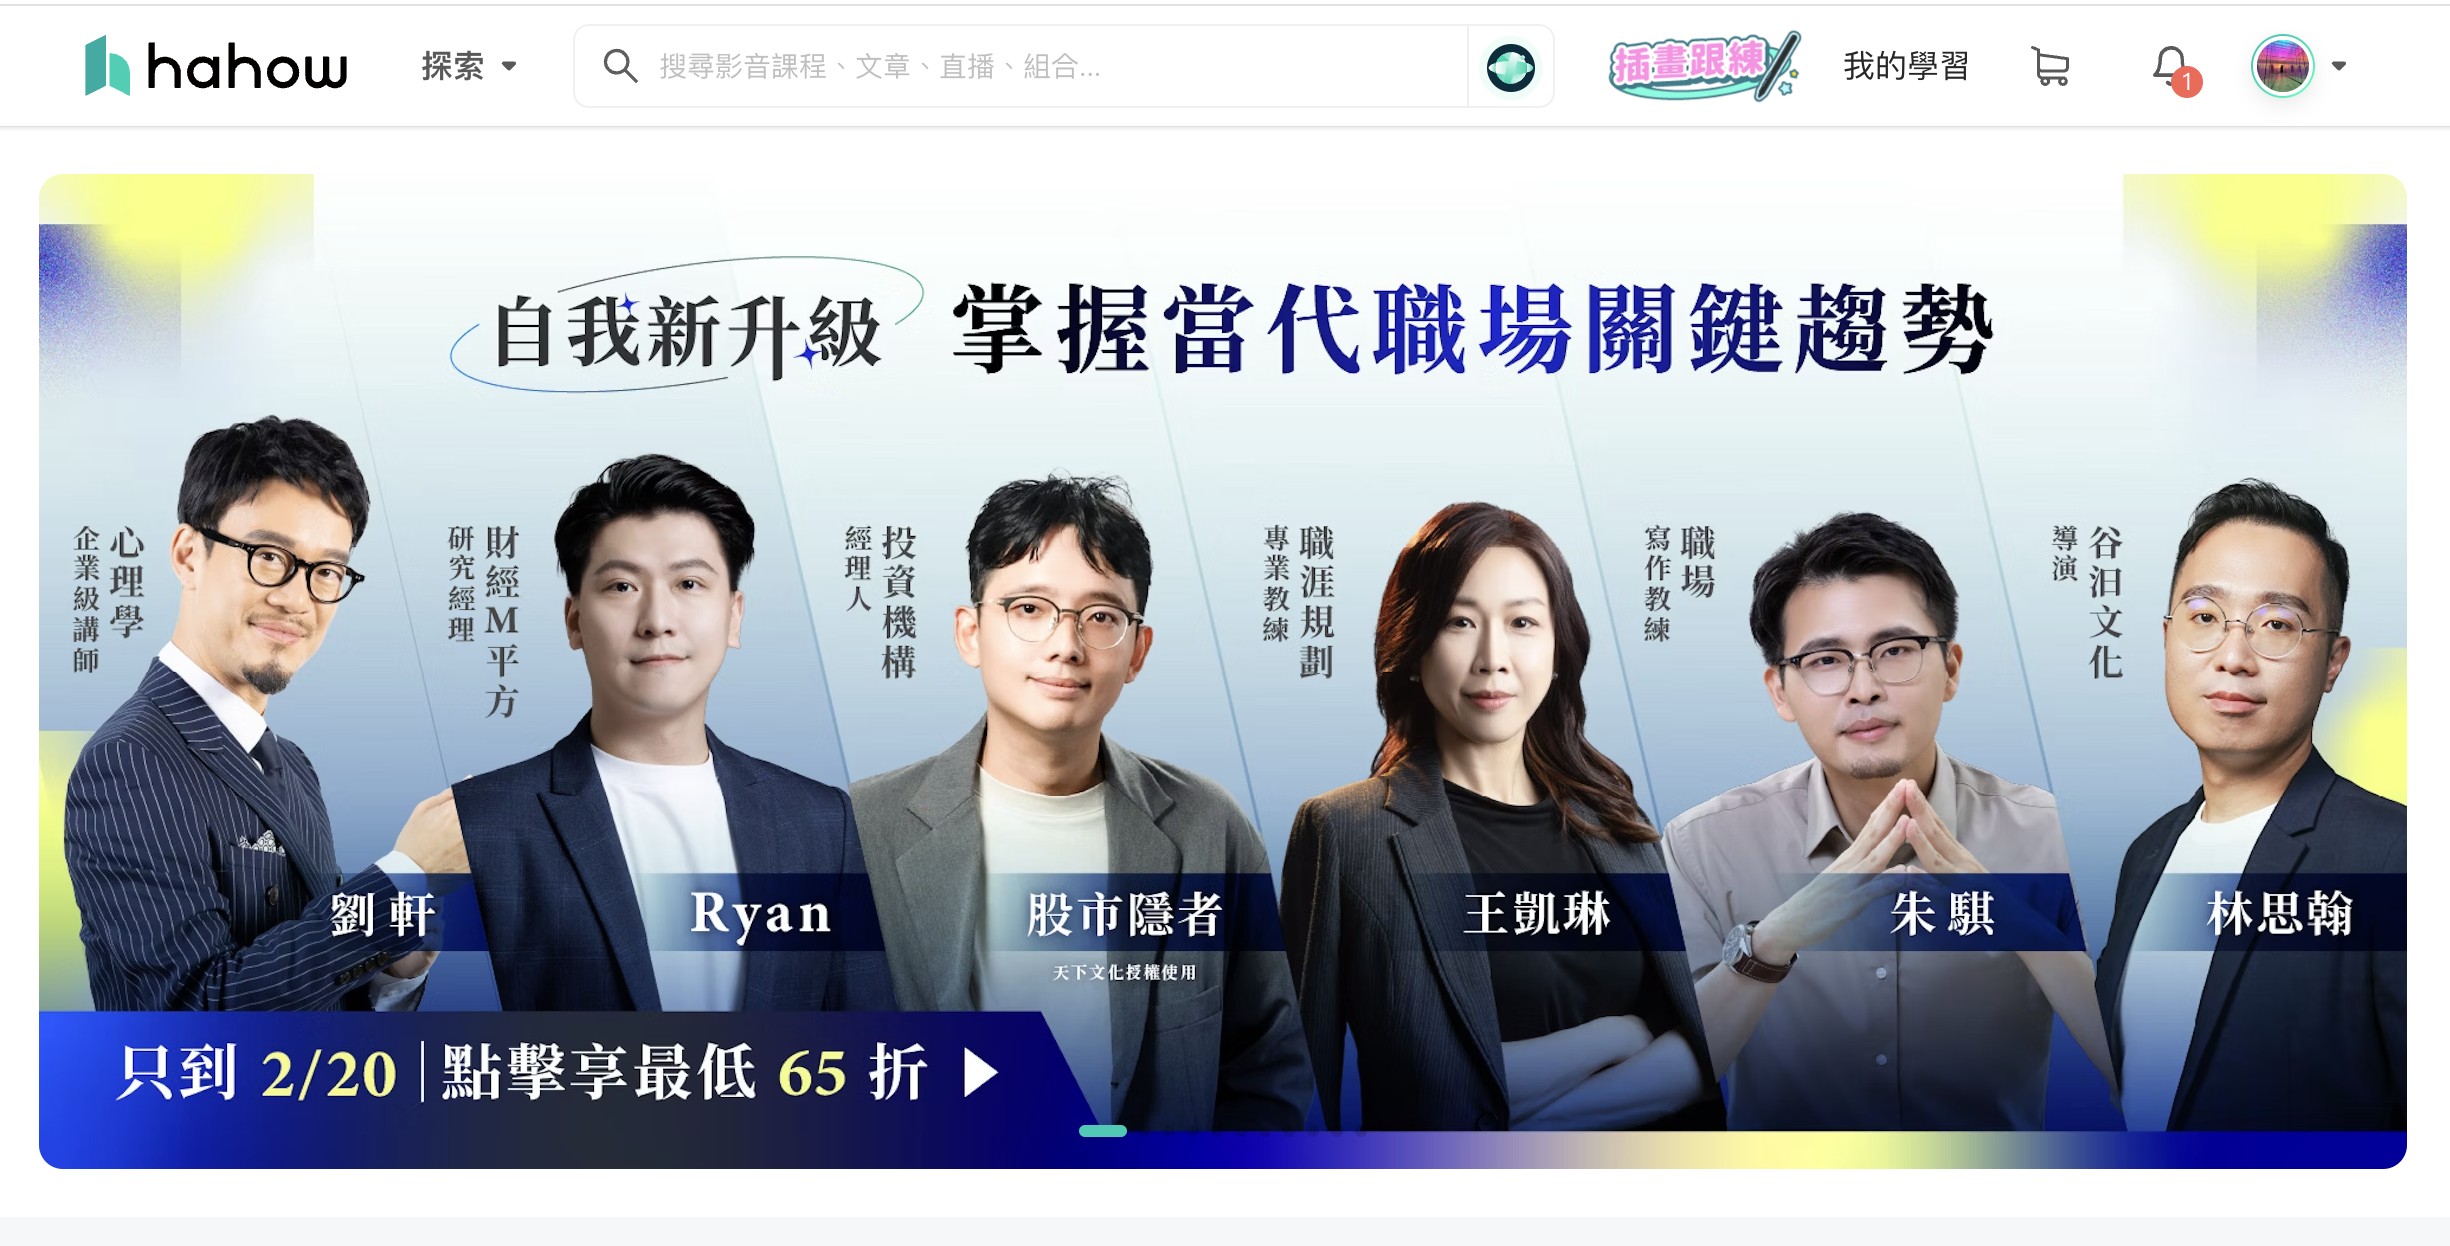 hahow
探索
搜尋影音課程、文章、直播、組合...
插畫跟練
我的學習
1
自我新升級
掌握當代職場關鍵趨勢
心理學
企業級講師
劉軒
財經M平方
研究經理
Ryan
投資機構
經理人
股市隱者
天下文化授權使用
職涯規劃
專業教練
王凱琳
職場
寫作教練
朱騏
谷汩文化
導演
林思翰
只到 2/20｜點擊享最低 65 折